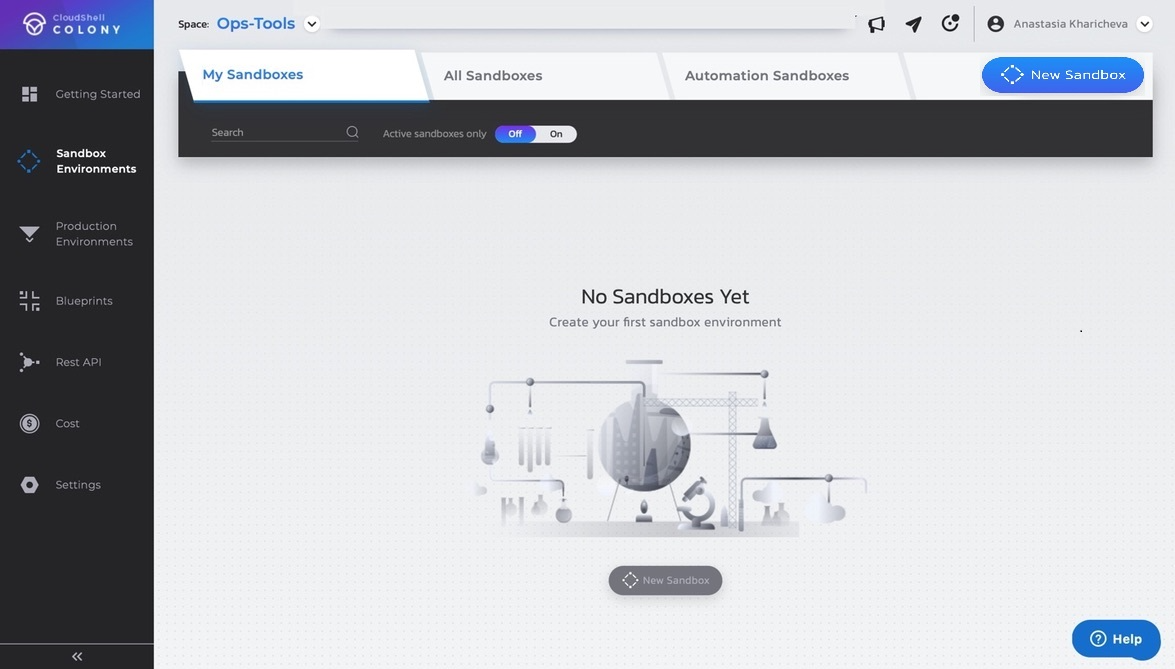 CloudShell
COLONY
Space: Ops-Tools
Anastasia Kharicheva
My Sandboxes
All Sandboxes
Automation Sandboxes
New Sandbox
Search
Active sandboxes only
Off
On
Getting Started
Sandbox
Environments
Production
Environments
Blueprints
Rest API
Cost
Settings
No Sandboxes Yet
Create your first sandbox environment
New Sandbox
Help